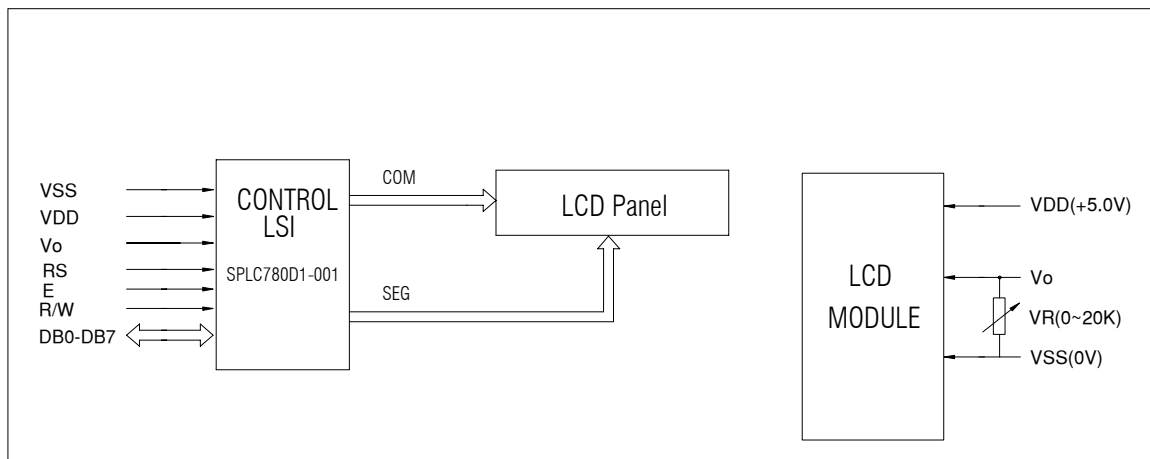 VSS
VDD
Vo
RS
E
R/W
DB0-DB7
CONTROL
LSI
SPLC780D1-001
COM
SEG
LCD Panel
LCD
MODULE
VDD(+5.0V)
Vo
VR(0~20K)
VSS(0V)